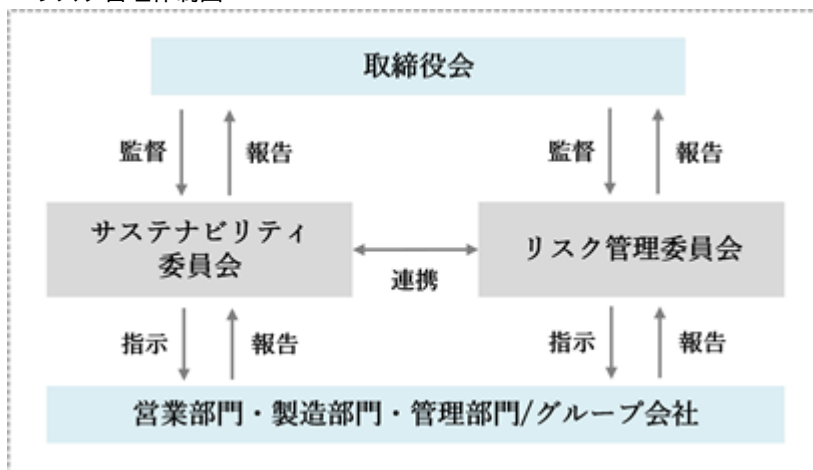 取締役会
監督
報告
監督
報告
サステナビリティ
委員会
連携
リスク管理委員会
指示
報告
指示
報告
営業部門・製造部門・管理部門/グループ会社